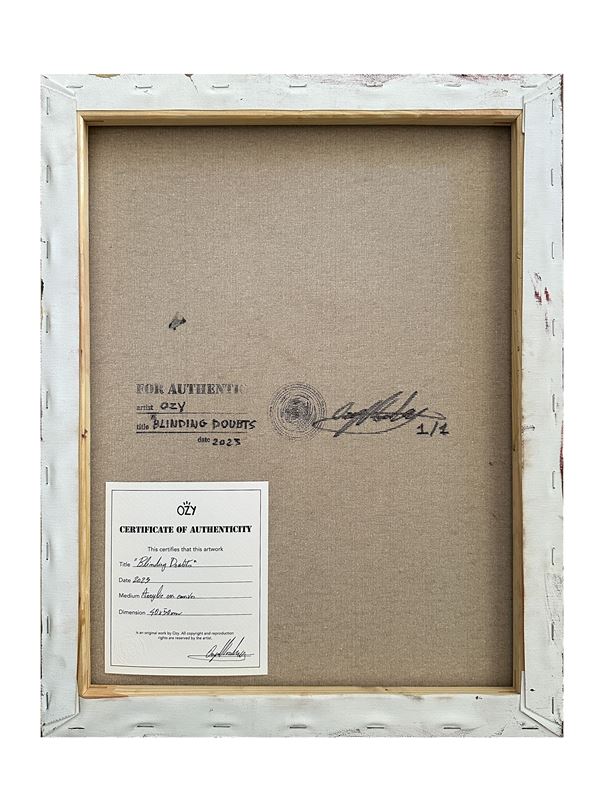 FOR AUTHENTIC
artist OZY
title "BLINDING DOUBTS
date 2023
1/1
OZY
CERTIFICATE OF AUTHENTICITY
This certifies that this artwork
Title "Blinding Doubts"
Date 2023
Medium Acrylic on canvas
Dimension 40x50cm
Is an original work by Ozy. All copyright and reproduction
rights are reserved by the artist.